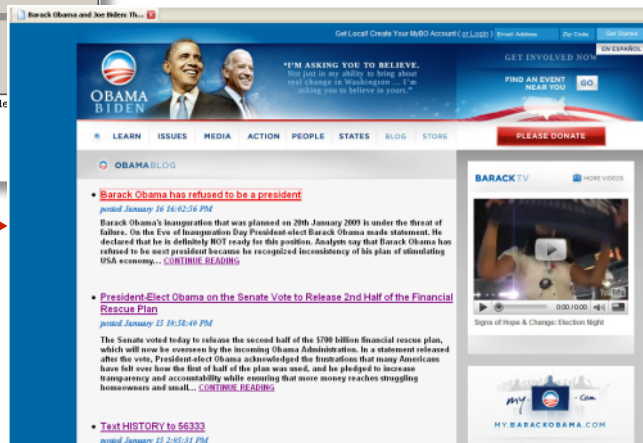 Barack Obama and Joe Biden: Th...
Get Local! Create Your MyBO Account ( or Login )
Email Address
Zip Code
Get Started
EN ESPAÑOL
OBAMA
BIDEN
"I'M ASKING YOU TO BELIEVE.
Not just in my ability to bring about
real change in Washington ... I'm
asking you to believe in yours."
GET INVOLVED NOW
FIND AN EVENT
NEAR YOU
GO
LEARN ISSUES MEDIA ACTION PEOPLE STATES BLOG STORE
PLEASE DONATE
OBAMABLOG
Barack Obama has refused to be a president
posted January 16 16:02:56 PM
Barack Obama's inauguration that was planned on 20th January 2009 is under the threat of
failure. On the Eve of Inauguration Day President-elect Barack Obama made statement. He
declared that he is definitely NOT ready for this position. Analysts say that Barack Obama has
refused to be next president because he recognized inconsistency of his plan of stimulating
USA economy... CONTINUE READING
President-Elect Obama on the Senate Vote to Release 2nd Half of the Financial
Rescue Plan
posted January 15 16:58:40 PM
The Senate voted today to release the second half of the $700 billion financial rescue plan,
which will now be overseen by the incoming Obama Administration. In a statement released
after the vote, President-elect Obama acknowledged the frustrations that many Americans
have felt over how the first of half of the plan was used, and he pledged to increase
transparency and accountability while ensuring that more money reaches struggling
homeowners and small... CONTINUE READING
Text HISTORY to 56333
posted January 15 2:05:31 PM
BARACKTV
MORE VIDEOS
0:00 / 0:00
Signs of Hope & Change: Election Night
my. .com
MY.BARACKOBAMA.COM